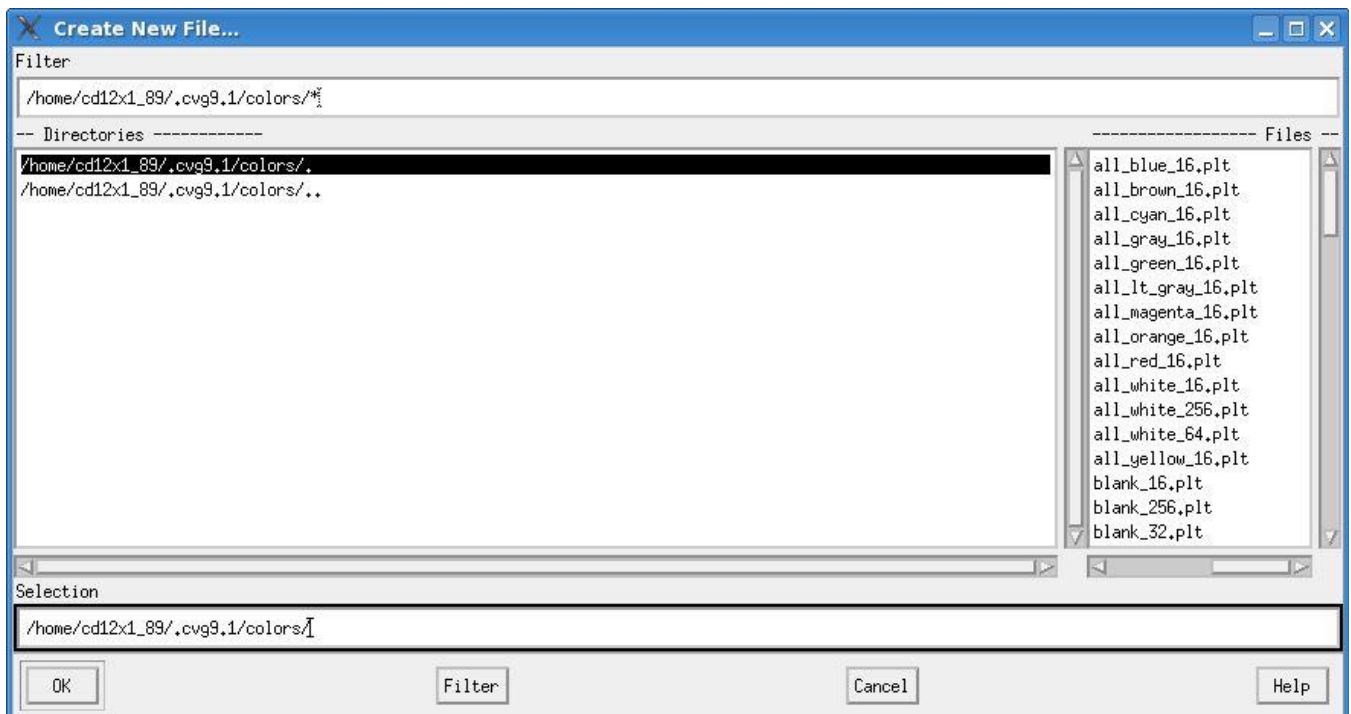 Create New File...
Filter
/home/cd12x1_89/.cvg9.1/colors/*
-- Directories ------------
------------------ Files --
/home/cd12x1_89/.cvg9.1/colors/.
/home/cd12x1_89/.cvg9.1/colors/..
all_blue_16.plt
all_brown_16.plt
all_cyan_16.plt
all_gray_16.plt
all_green_16.plt
all_lt_gray_16.plt
all_magenta_16.plt
all_orange_16.plt
all_red_16.plt
all_white_16.plt
all_white_256.plt
all_white_64.plt
all_yellow_16.plt
blank_16.plt
blank_256.plt
blank_32.plt
Selection
/home/cd12x1_89/.cvg9.1/colors/
OK Filter Cancel Help